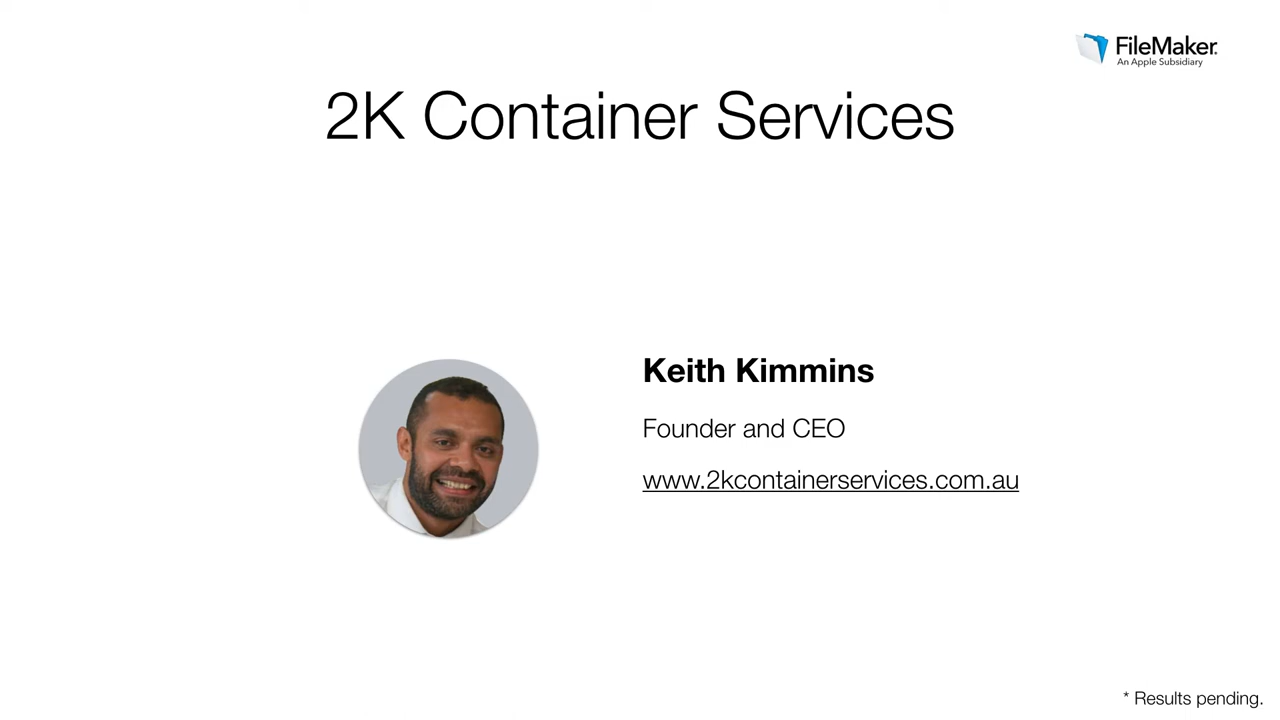 FileMaker
An Apple Subsidiary
2K Container Services
Keith Kimmins
Founder and CEO
www.2kcontainerservices.com.au
* Results pending.